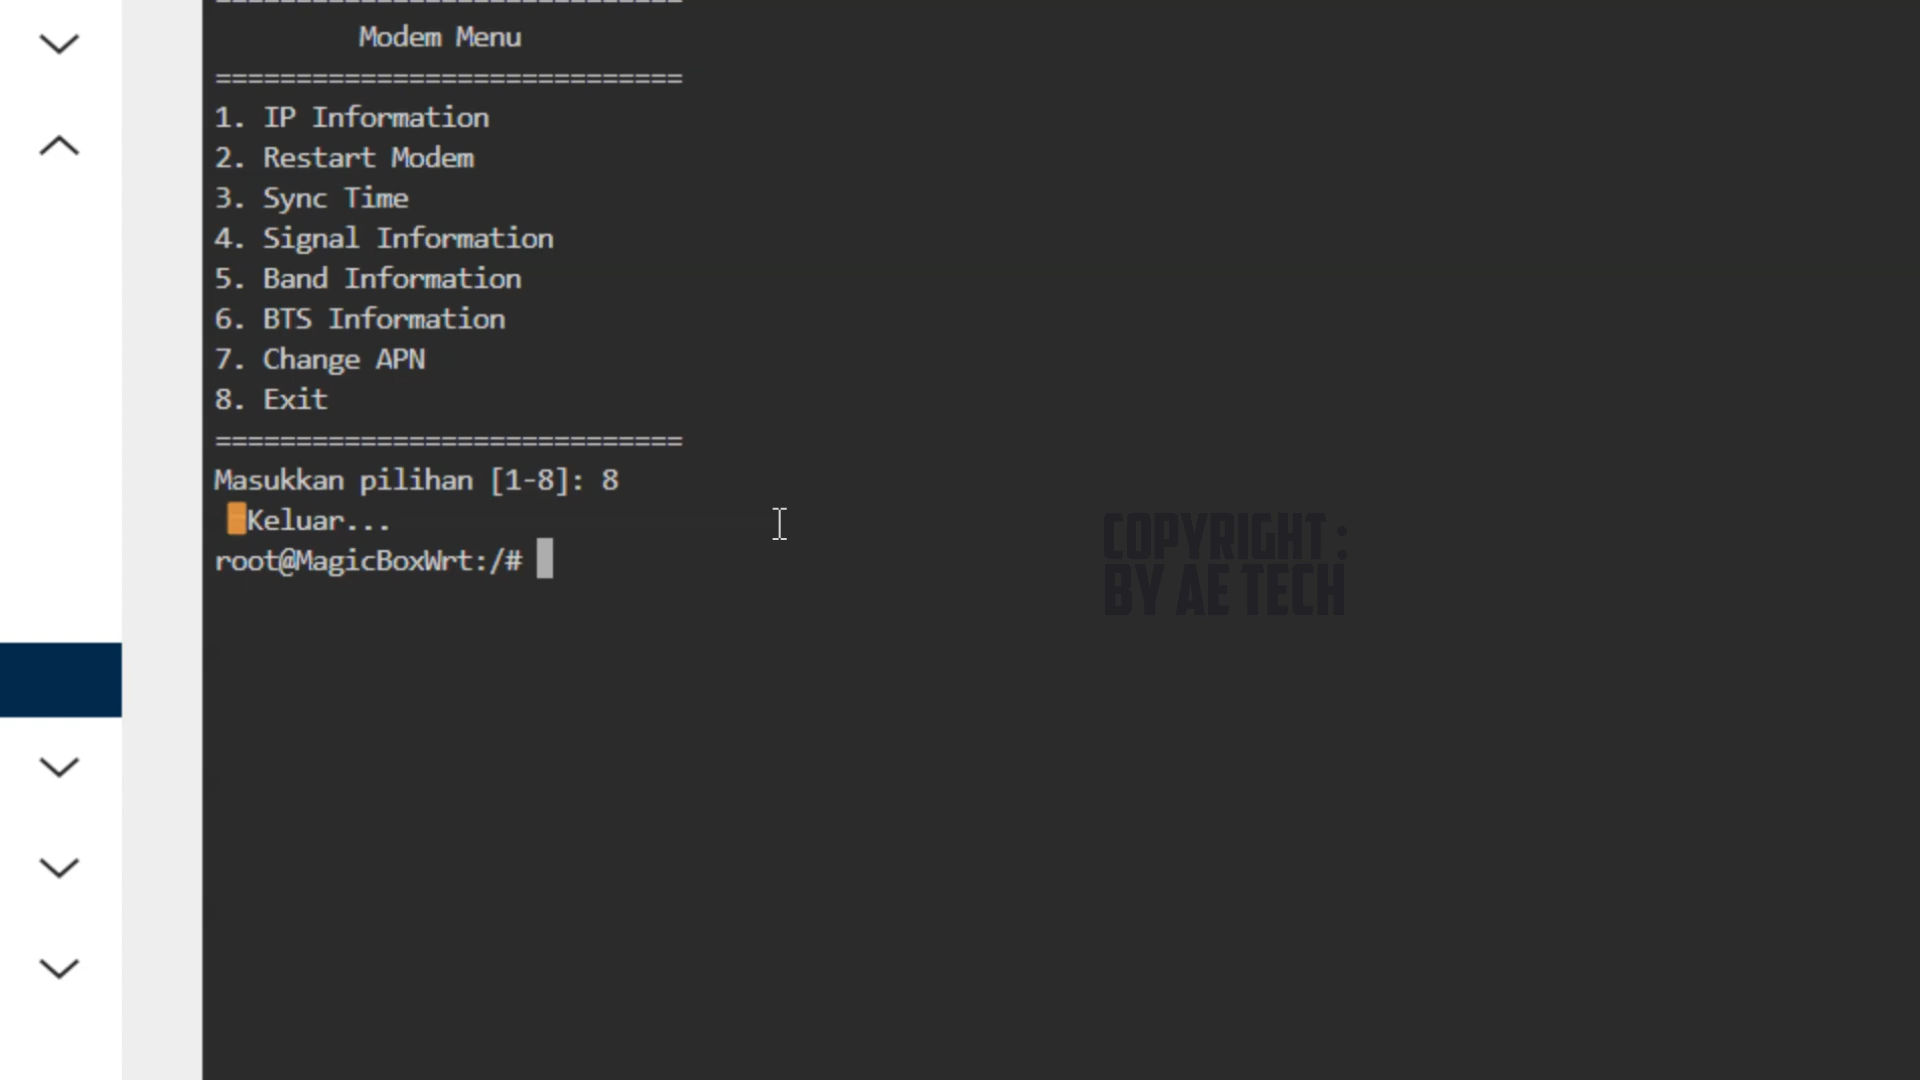 =============================
Modem Menu
=============================
1. IP Information
2. Restart Modem
3. Sync Time
4. Signal Information
5. Band Information
6. BTS Information
7. Change APN
8. Exit
=============================
Masukkan pilihan [1-8]: 8
Keluar...
root@MagicBoxWrt:/#
COPYRIGHT :
BY AE TECH